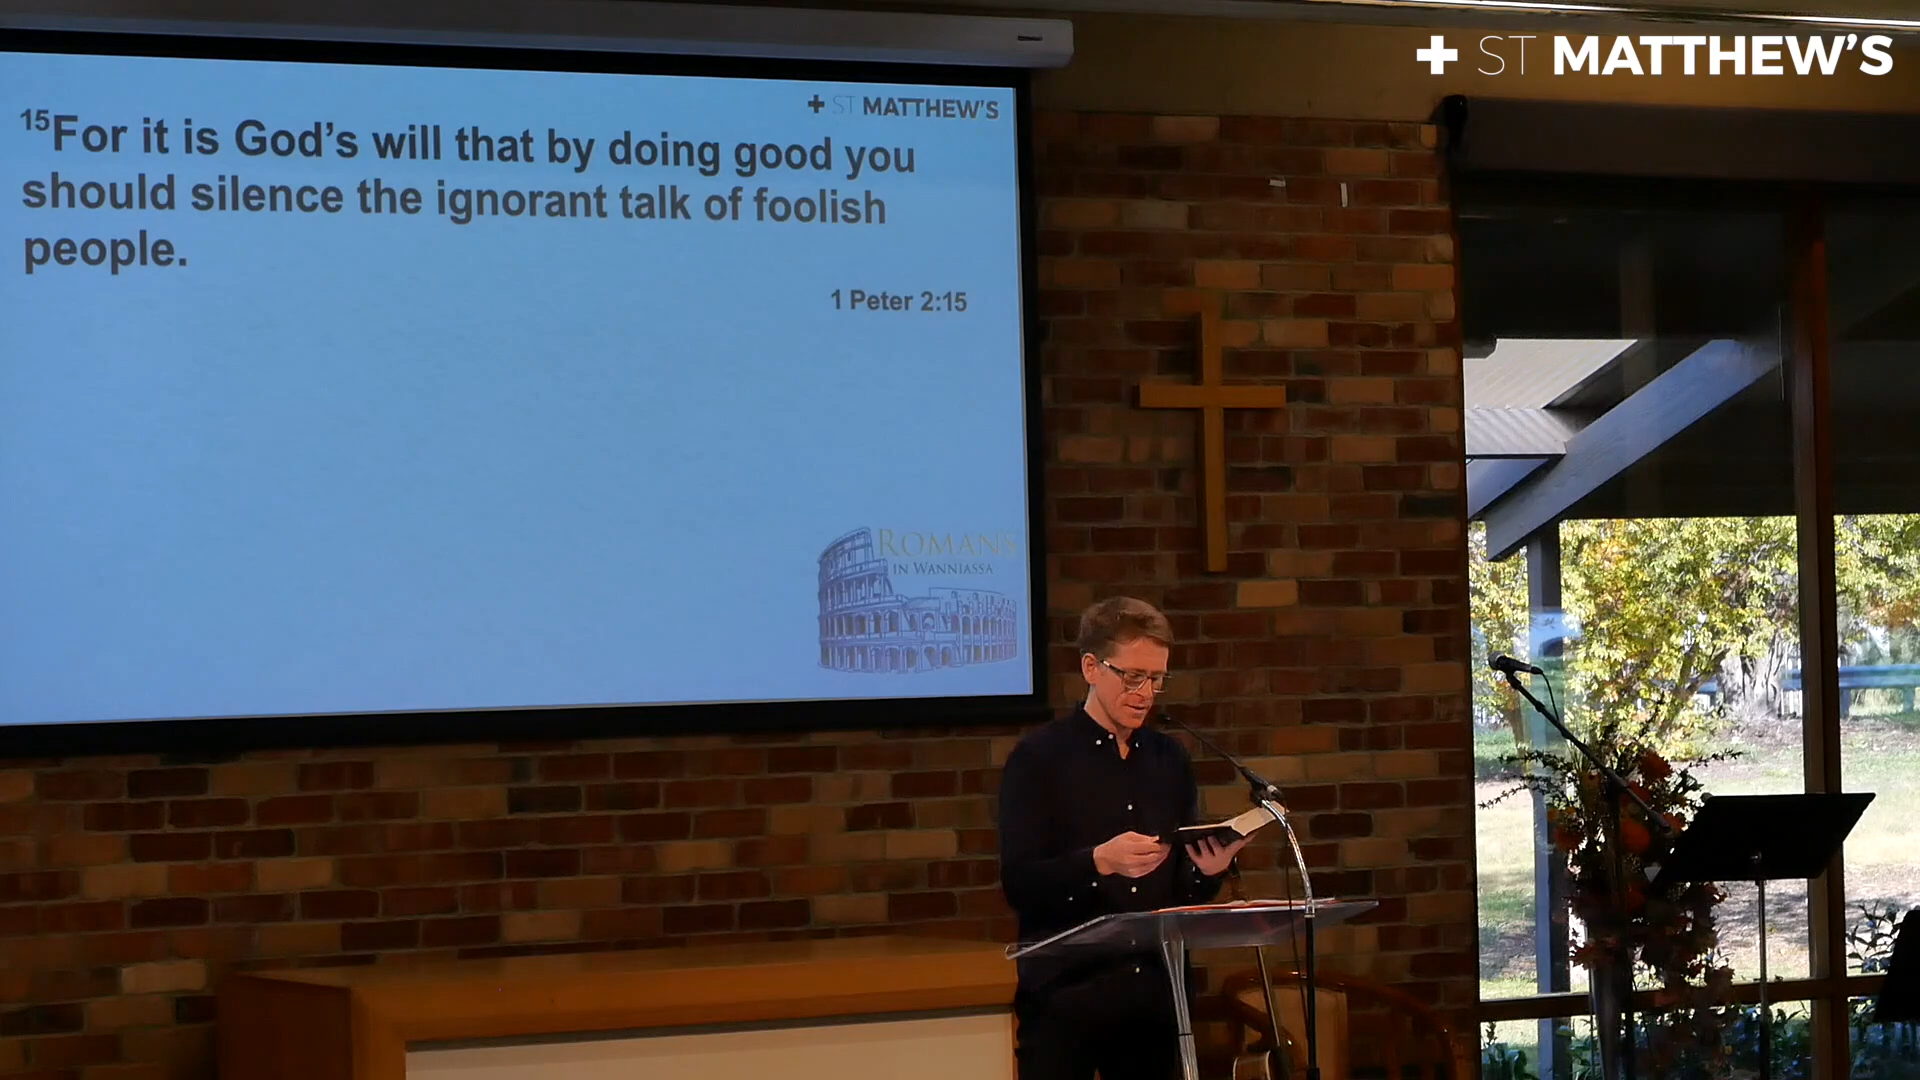 + ST MATTHEW'S
+ ST MATTHEW'S
15For it is God's will that by doing good you
should silence the ignorant talk of foolish
people.
1 Peter 2:15
ROMANS
IN WANNIASSA